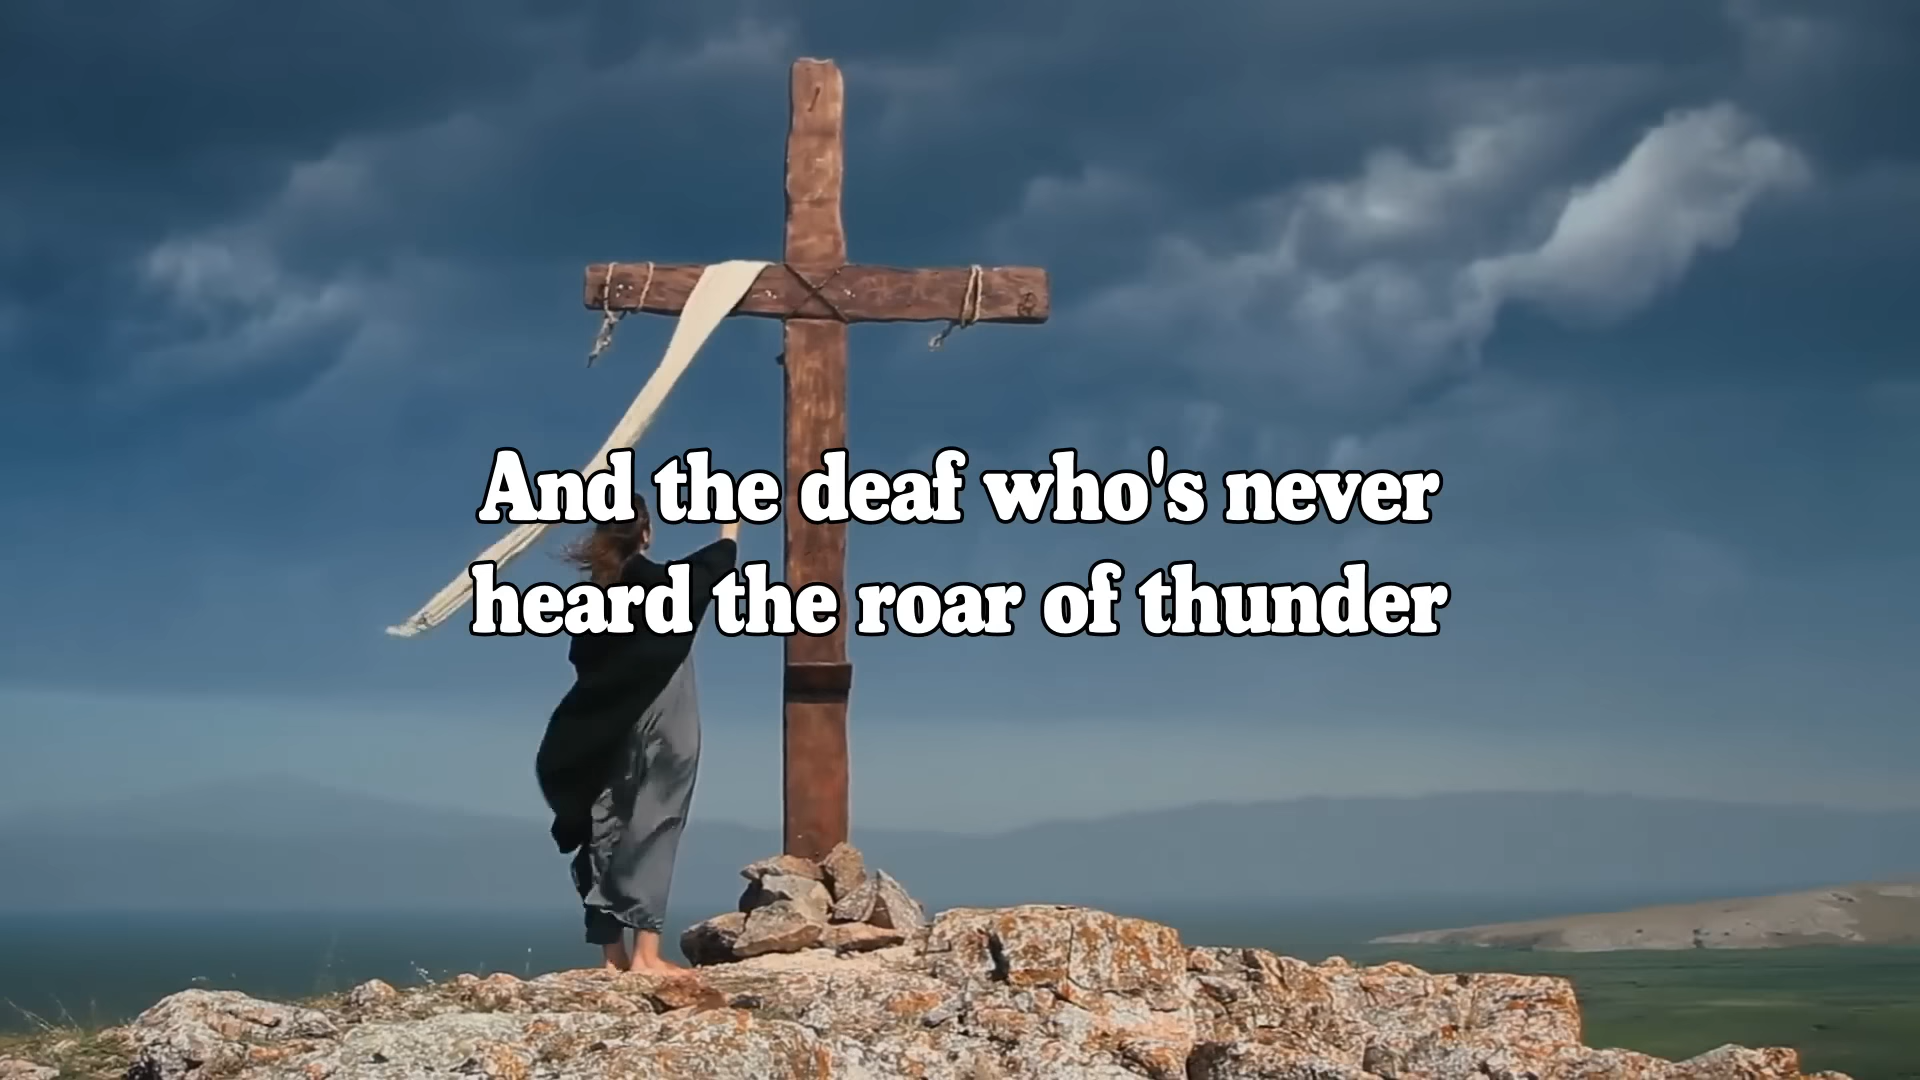 And the deaf who's never
heard the roar of thunder